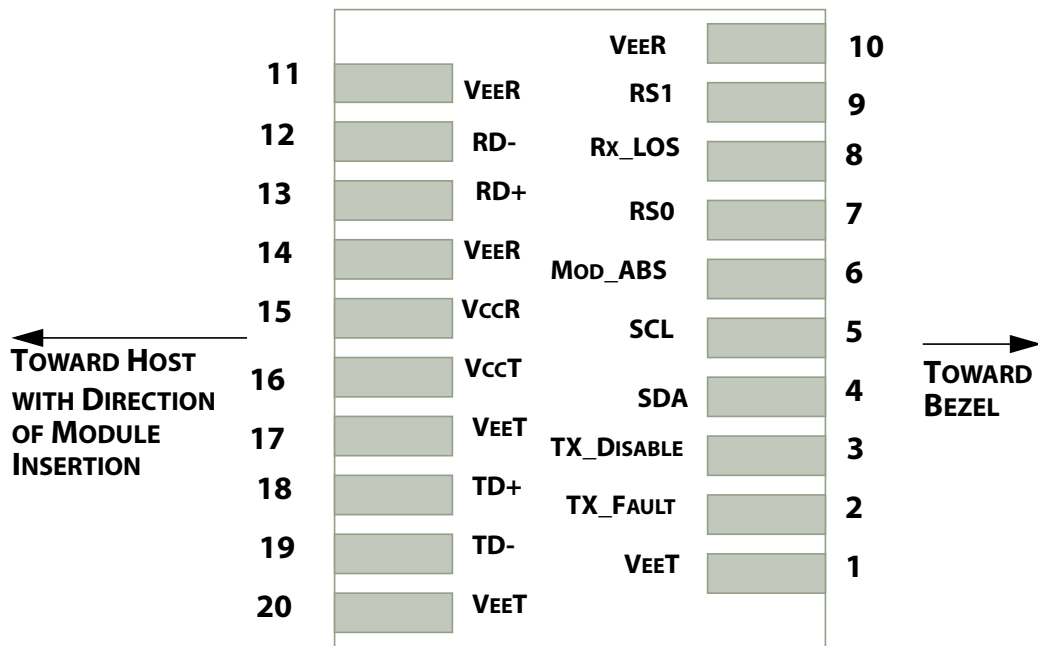 VEER 10
11 VEER
RS1 9
12 RD-
RX_LOS 8
13 RD+
RS0 7
14 VEER
MOD_ABS 6
15 VCCR
SCL 5
TOWARD HOST
WITH DIRECTION
OF MODULE
INSERTION
16 VCCT
SDA 4
TOWARD
BEZEL
17 VEET
TX_DISABLE 3
18 TD+
TX_FAULT 2
19 TD-
VEET 1
20 VEET